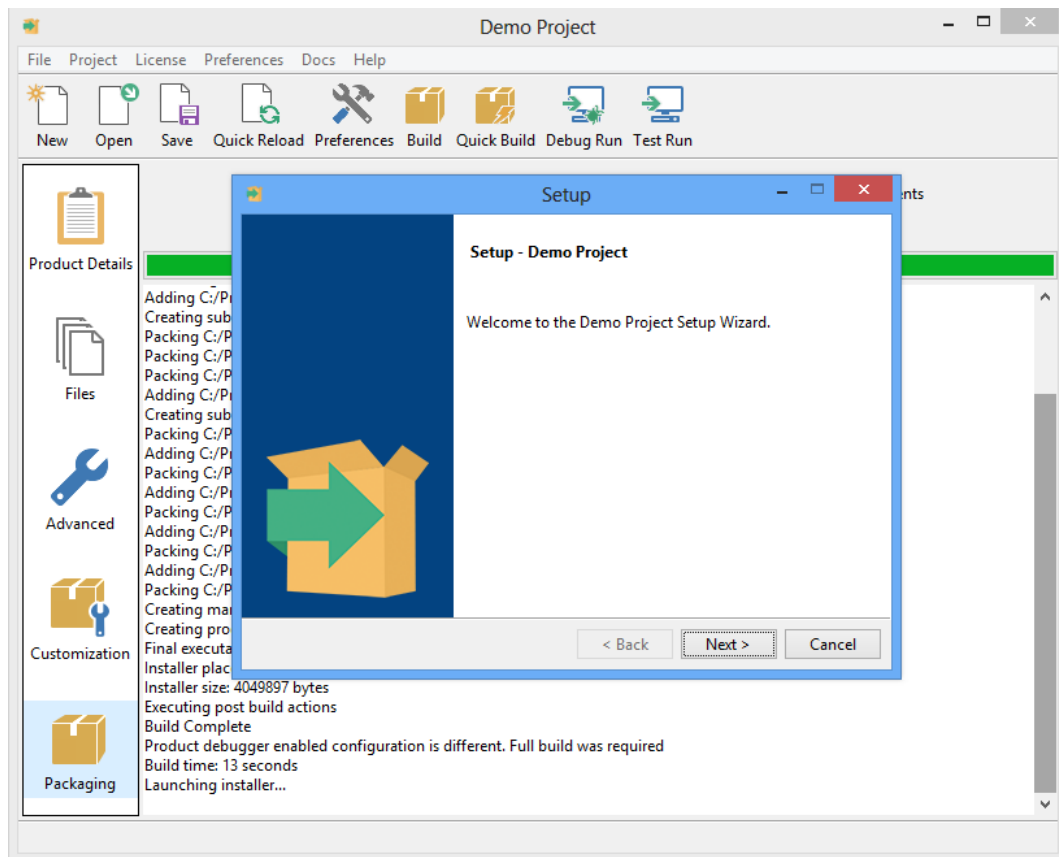 Demo Project
File Project License Preferences Docs Help
New Open Save Quick Reload Preferences Build Quick Build Debug Run Test Run
Setup
Setup - Demo Project
Welcome to the Demo Project Setup Wizard.
< Back Next > Cancel
Product Details
Files
Advanced
Customization
Packaging
Adding C:/P
Creating sub
Packing C:/P
Packing C:/P
Packing C:/P
Adding C:/P
Creating sub
Packing C:/P
Adding C:/P
Packing C:/P
Adding C:/P
Packing C:/P
Adding C:/P
Packing C:/P
Adding C:/P
Packing C:/P
Creating ma
Creating pro
Final executa
Installer plac
Installer size: 4049897 bytes
Executing post build actions
Build Complete
Product debugger enabled configuration is different. Full build was required
Build time: 13 seconds
Launching installer...